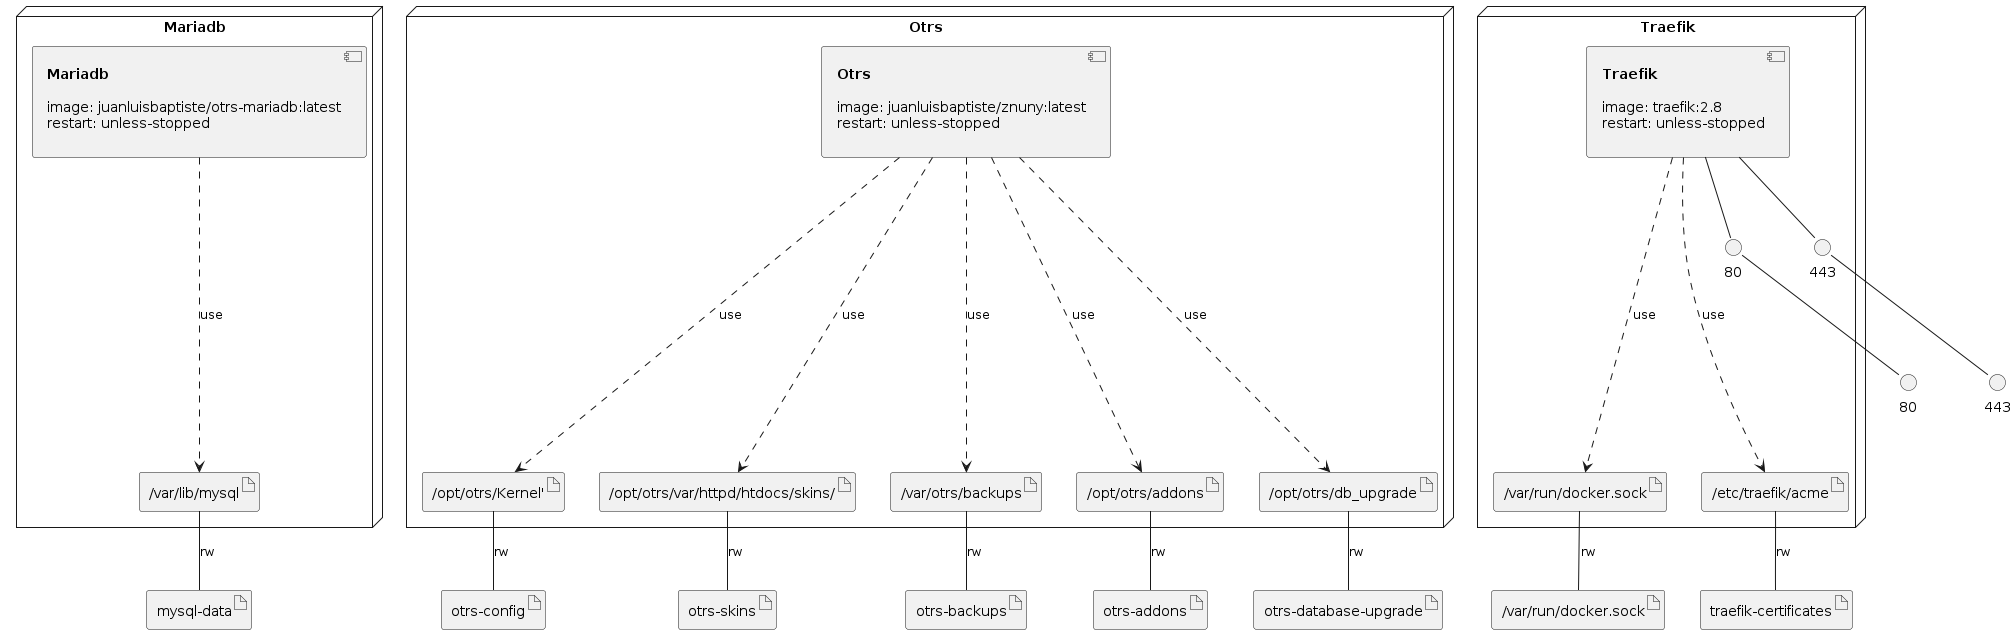 Mariadb
Mariadb
image: juanluisbaptiste/otrs-mariadb:latest
restart: unless-stopped
use
/var/lib/mysql
rw
mysql-data
Otrs
Otrs
image: juanluisbaptiste/znuny:latest
restart: unless-stopped
use
use
use
use
use
/opt/otrs/Kernel'
/opt/otrs/var/httpd/htdocs/skins/
/var/otrs/backups
/opt/otrs/addons
/opt/otrs/db_upgrade
rw
rw
rw
rw
rw
otrs-config
otrs-skins
otrs-backups
otrs-addons
otrs-database-upgrade
Traefik
Traefik
image: traefik:2.8
restart: unless-stopped
80
443
use
use
80
443
/var/run/docker.sock
/etc/traefik/acme
rw
rw
/var/run/docker.sock
traefik-certificates